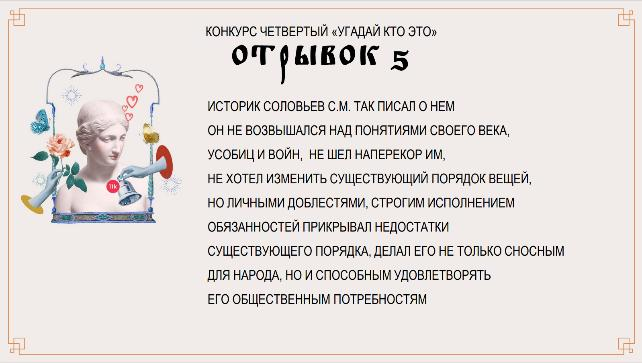 КОНКУРС ЧЕТВЕРТЫЙ «УГАДАЙ КТО ЭТО»
ОТРЫВОК 5
ИСТОРИК СОЛОВЬЕВ С.М. ТАК ПИСАЛ О НЕМ
ОН НЕ ВОЗВЫШАЛСЯ НАД ПОНЯТИЯМИ СВОЕГО ВЕКА,
УСОБИЦ И ВОЙН, НЕ ШЕЛ НАПЕРЕКОР ИМ,
НЕ ХОТЕЛ ИЗМЕНИТЬ СУЩЕСТВУЮЩИЙ ПОРЯДОК ВЕЩЕЙ,
НО ЛИЧНЫМИ ДОБЛЕСТЯМИ, СТРОГИМ ИСПОЛНЕНИЕМ
ОБЯЗАННОСТЕЙ ПРИКРЫВАЛ НЕДОСТАТКИ
СУЩЕСТВУЮЩЕГО ПОРЯДКА, ДЕЛАЛ ЕГО НЕ ТОЛЬКО СНОСНЫМ
ДЛЯ НАРОДА, НО И СПОСОБНЫМ УДОВЛЕТВОРЯТЬ
ЕГО ОБЩЕСТВЕННЫМ ПОТРЕБНОСТЯМ